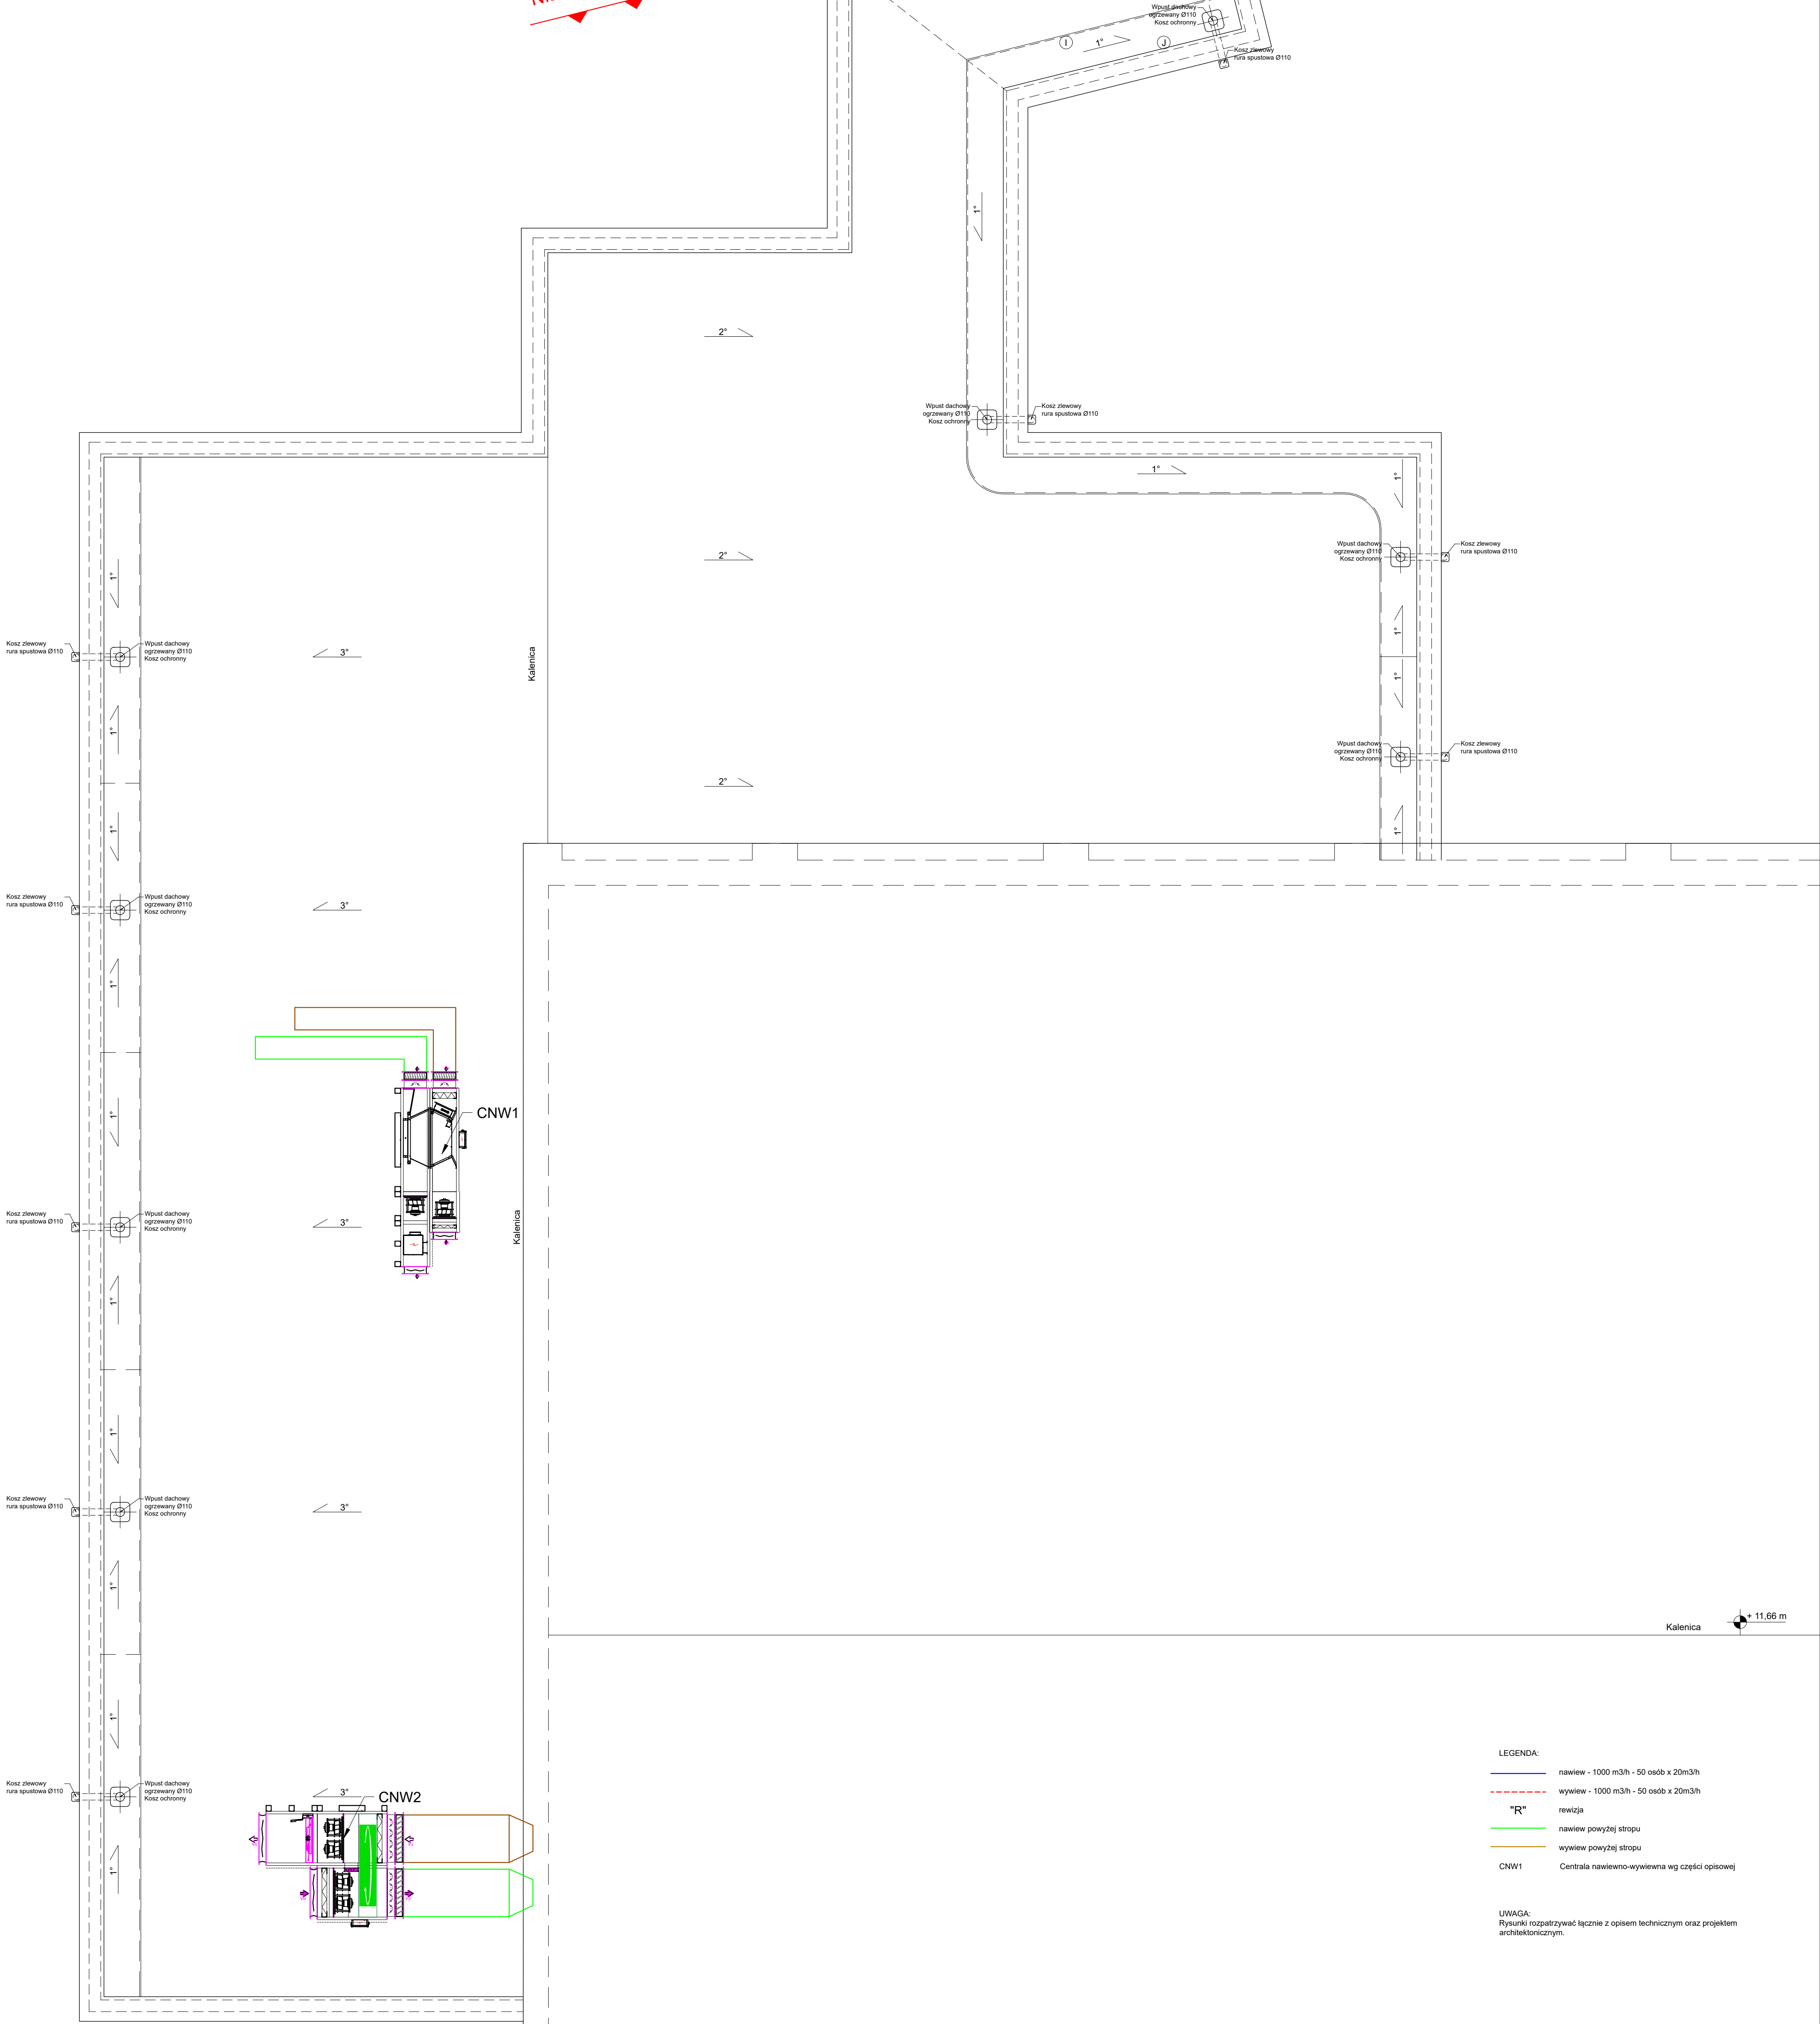 Wpust dachowy
ogrzewany Ø110
Kosz ochronny
I
1°
J
Kosz zlewowy
rura spustowa Ø110
1°
2°
Wpust dachowy
ogrzewany Ø110
Kosz ochronny
Kosz zlewowy
rura spustowa Ø110
1°
1°
Wpust dachowy
ogrzewany Ø110
Kosz ochronny
Kosz zlewowy
rura spustowa Ø110
2°
1°
1°
Kosz zlewowy
rura spustowa Ø110
Wpust dachowy
ogrzewany Ø110
Kosz ochronny
3°
Kalenica
1°
1°
Wpust dachowy
ogrzewany Ø110
Kosz ochronny
Kosz zlewowy
rura spustowa Ø110
2°
1°
1°
Kosz zlewowy
rura spustowa Ø110
Wpust dachowy
ogrzewany Ø110
Kosz ochronny
3°
1°
1°
CNW1
Kosz zlewowy
rura spustowa Ø110
Wpust dachowy
ogrzewany Ø110
Kosz ochronny
3°
Kalenica
1°
1°
Kosz zlewowy
rura spustowa Ø110
Wpust dachowy
ogrzewany Ø110
Kosz ochronny
3°
1°
Kalenica
+ 11,66 m
1°
Kosz zlewowy
rura spustowa Ø110
Wpust dachowy
ogrzewany Ø110
Kosz ochronny
3°
CNW2
1°
LEGENDA:
nawiew - 1000 m3/h - 50 osób x 20m3/h
wywiew - 1000 m3/h - 50 osób x 20m3/h
"R" rewizja
nawiew powyżej stropu
wywiew powyżej stropu
CNW1 Centrala nawiewno-wywiewna wg części opisowej
UWAGA:
Rysunki rozpatrzywać łącznie z opisem technicznym oraz projektem
architektonicznym.